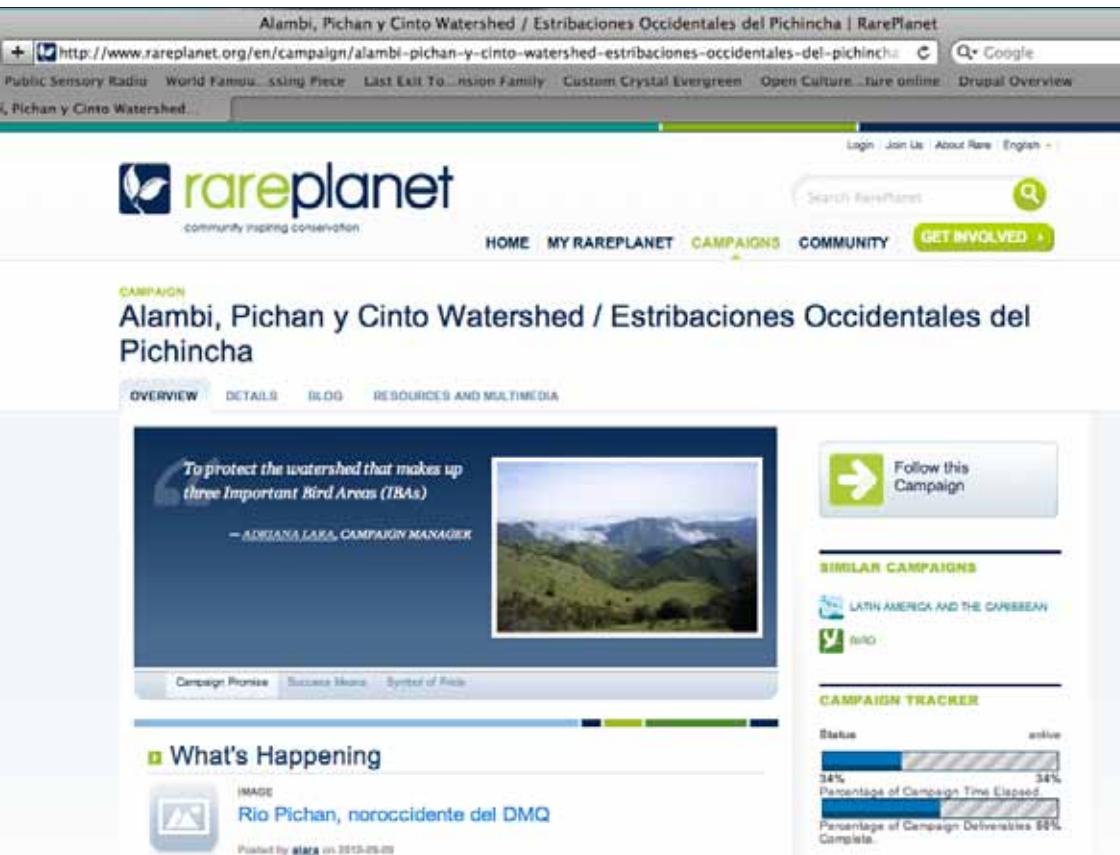 Alambi, Pichan y Cinto Watershed / Estribaciones Occidentales del Pichincha | RarePlanet
http://www.rareplanet.org/en/campaign/alambi-pichan-y-cinto-watershed-estribaciones-occidentales-del-pichincha
Google
Public Sensory Radio World Famou...ssing Piece Last Exit To...nsion Family Custom Crystal Evergreen Open Culture...ture online Drupal Overview
i, Pichan y Cinto Watershed...
Login Join Us About Rare English
rareplanet
Search RarePlanet
community inspiring conservation
HOME MY RAREPLANET CAMPAIGNS COMMUNITY GET INVOLVED
CAMPAIGN
Alambi, Pichan y Cinto Watershed / Estribaciones Occidentales del
Pichincha
OVERVIEW DETAILS BLOG RESOURCES AND MULTIMEDIA
To protect the watershed that makes up
three Important Bird Areas (IBAs)
— ADRIANA LARA, CAMPAIGN MANAGER
Campaign Promise Success Means Symbol of Pride
Follow this
Campaign
SIMILAR CAMPAIGNS
LATIN AMERICA AND THE CARIBBEAN
BIRD
CAMPAIGN TRACKER
Status active
34% 34%
Percentage of Campaign Time Elapsed.
Percentage of Campaign Deliverables
Complete.
What's Happening
IMAGE
Rio Pichan, noroccidente del DMQ
Posted by alara on